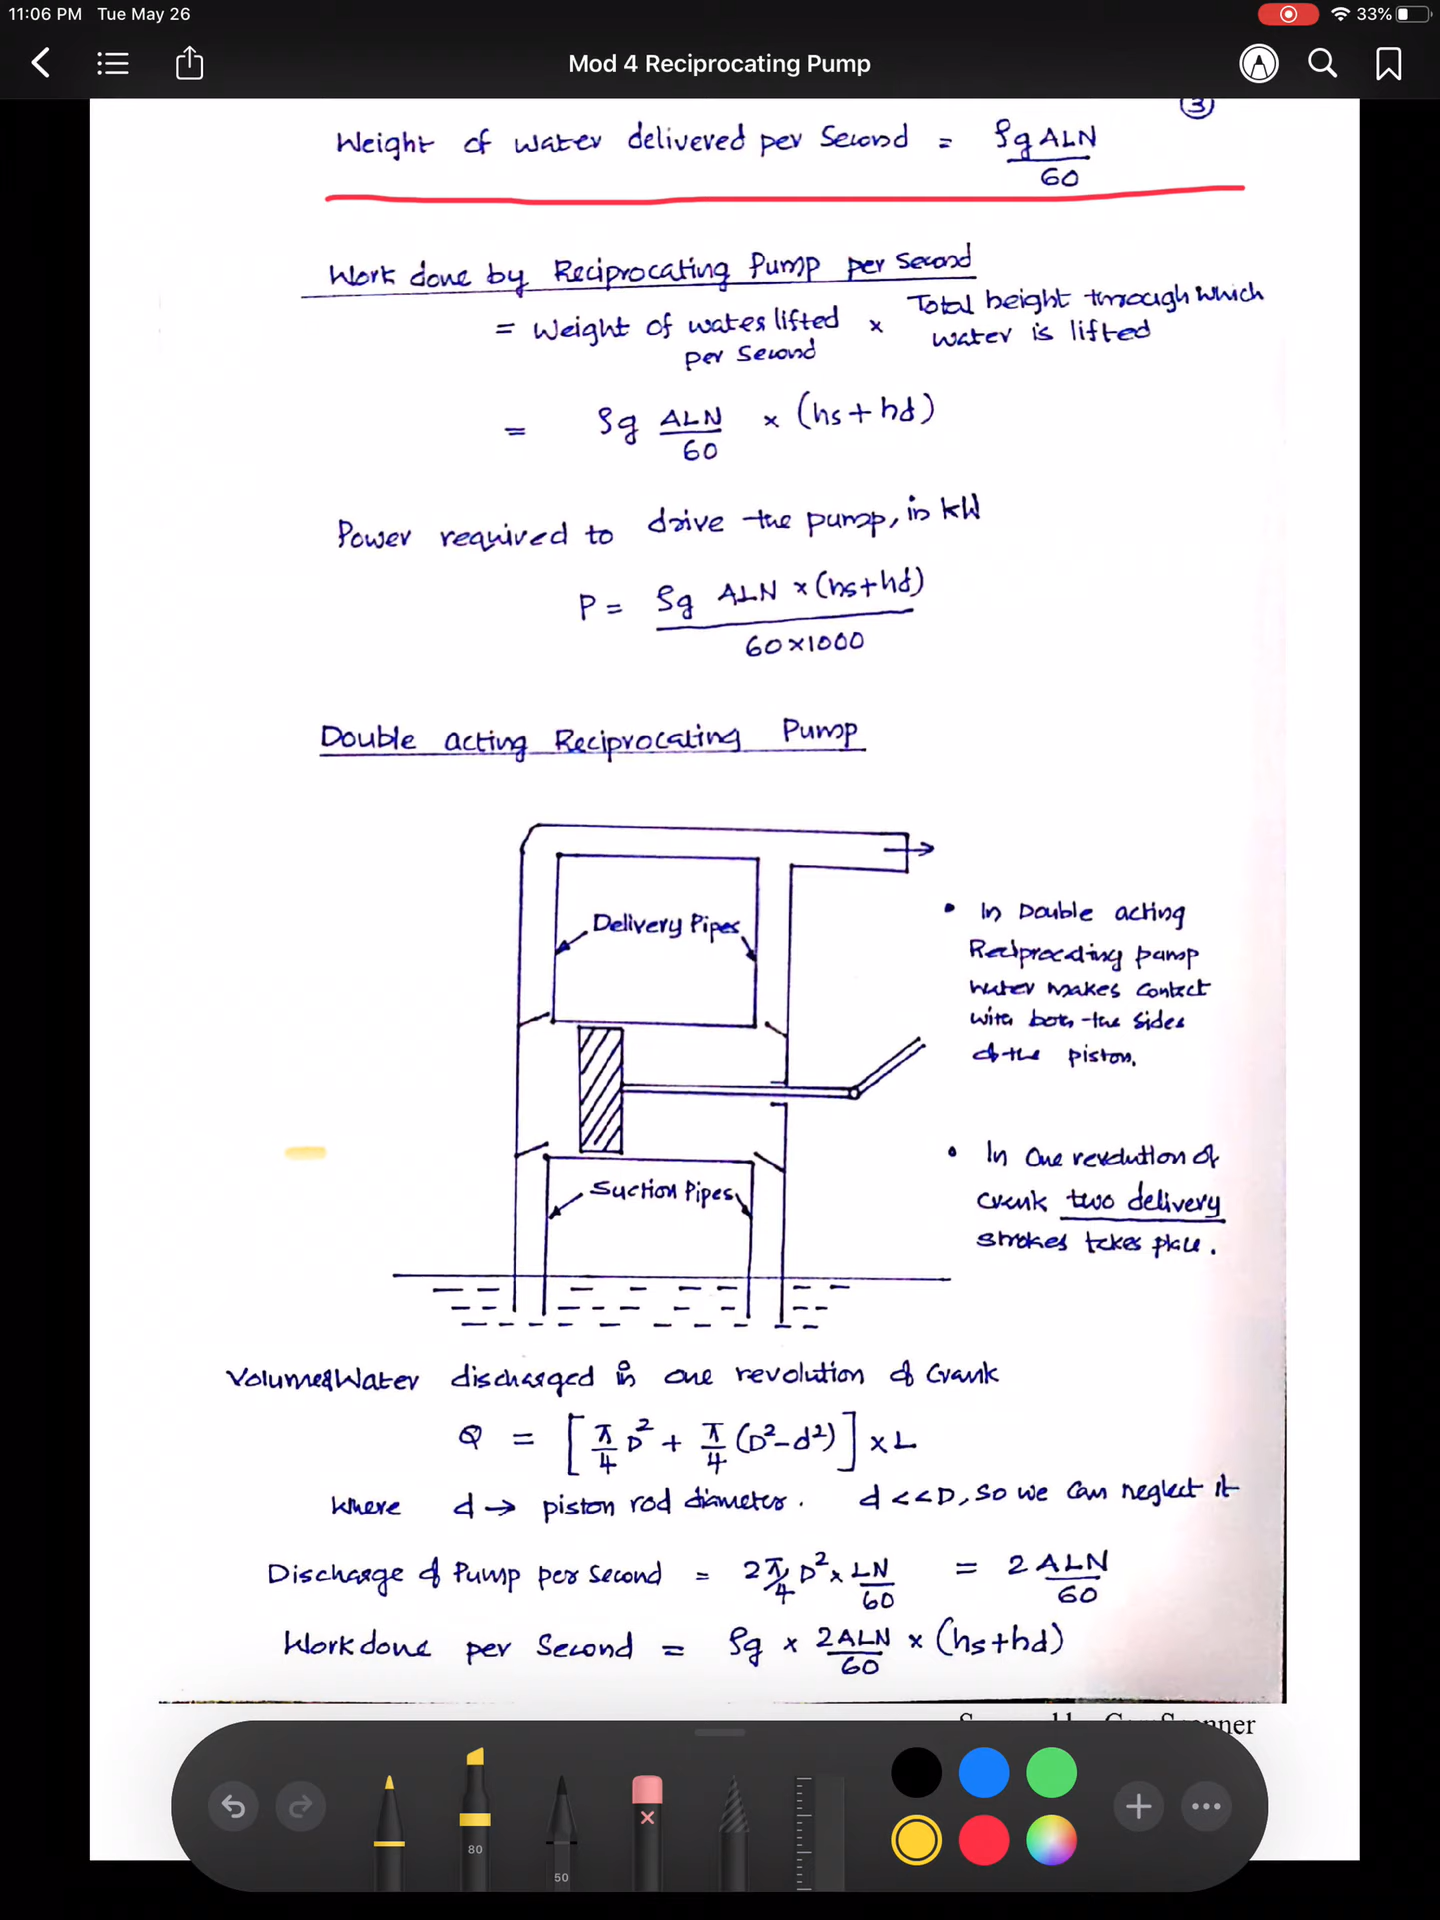 11:06 PM Tue May 26
33%
Mod 4 Reciprocating Pump
3
Weight of water delivered per Second = ρg ALN / 60
Work done by Reciprocating Pump per Second
= Weight of water lifted per Second × Total height through which water is lifted
= ρg ALN / 60 × (hs + hd)
Power required to drive the pump, in kW
P = ρg ALN × (hs + hd) / 60×1000
Double acting Reciprocating Pump
Delivery Pipes
• In Double acting
Reciprocating pump
water makes contact
with both the sides
of the piston.
Suction Pipes
• In One revolution of
Crank two delivery
strokes takes place.
Volume of Water discharged in one revolution of Crank
Q = [π/4 D² + π/4 (D² - d²)] × L
Where d → piston rod diameter. d << D, So we can neglect it
Discharge of Pump per Second = 2 π/4 D² × LN/60 = 2 ALN/60
Work done per Second = ρg × 2ALN/60 × (hs + hd)
80
50